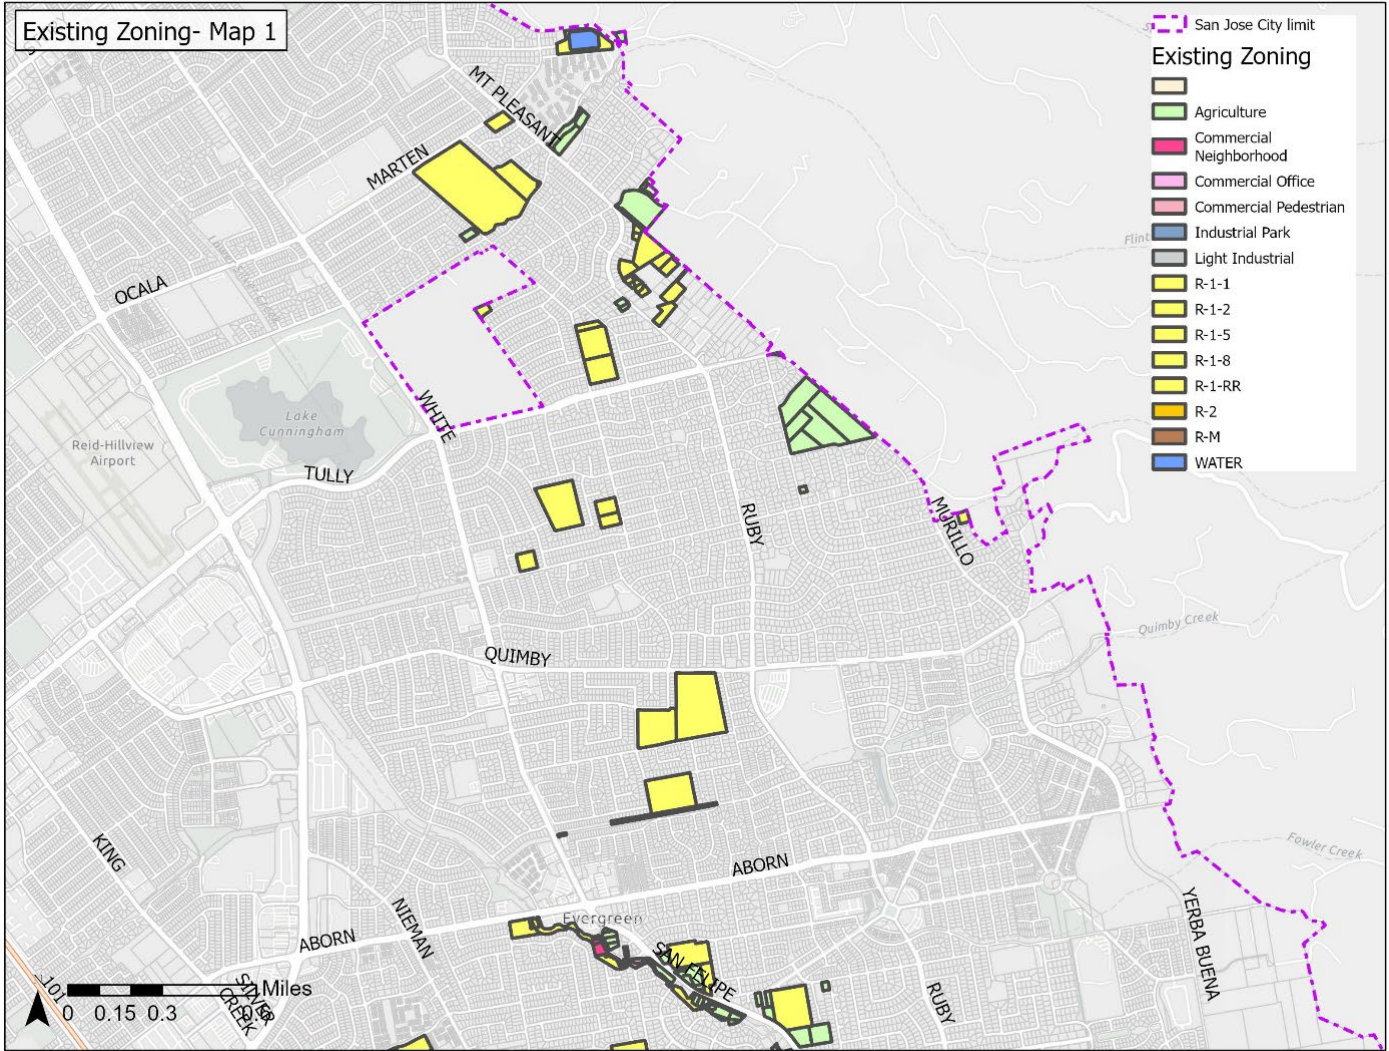 Existing Zoning- Map 1
San Jose City limit
Existing Zoning
Agriculture
Commercial
Neighborhood
Commercial Office
Commercial Pedestrian
Industrial Park
Light Industrial
R-1-1
R-1-2
R-1-5
R-1-8
R-1-RR
R-2
R-M
WATER
MT PLEASANT
MARTEN
OCALA
Lake
Cunningham
WHITE
Reid-Hillview
Airport
TULLY
RUBY
MURILLO
Quimby Creek
QUIMBY
KING
ABORN
Fowler Creek
NIEMAN
Evergreen
ABORN
SAN FELIPE
YERBA BUENA
SILVER
CREEK
RUBY
101
Miles
0 0.15 0.3